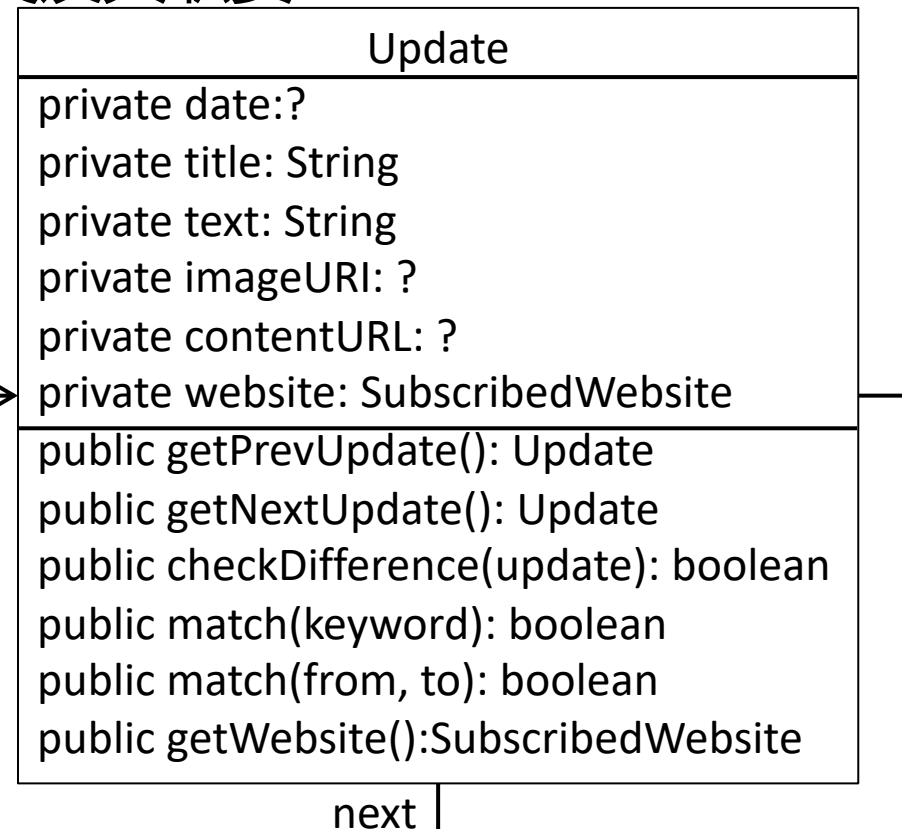 Update
private date:?
private title: String
private text: String
private imageURI: ?
private contentURL: ?
private website: SubscribedWebsite
public getPrevUpdate(): Update
public getNextUpdate(): Update
public checkDifference(update): boolean
public match(keyword): boolean
public match(from, to): boolean
public getWebsite():SubscribedWebsite
next